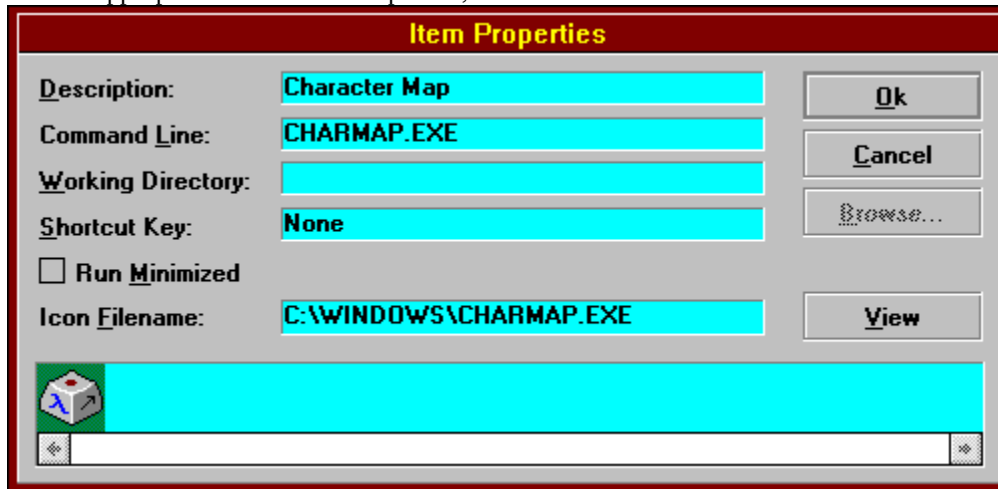 Item Properties
Description: Character Map
Ok
Command Line: CHARMAP.EXE
Cancel
Working Directory:
Browse...
Shortcut Key: None
Run Minimized
Icon Filename: C:\WINDOWS\CHARMAP.EXE
View
λ